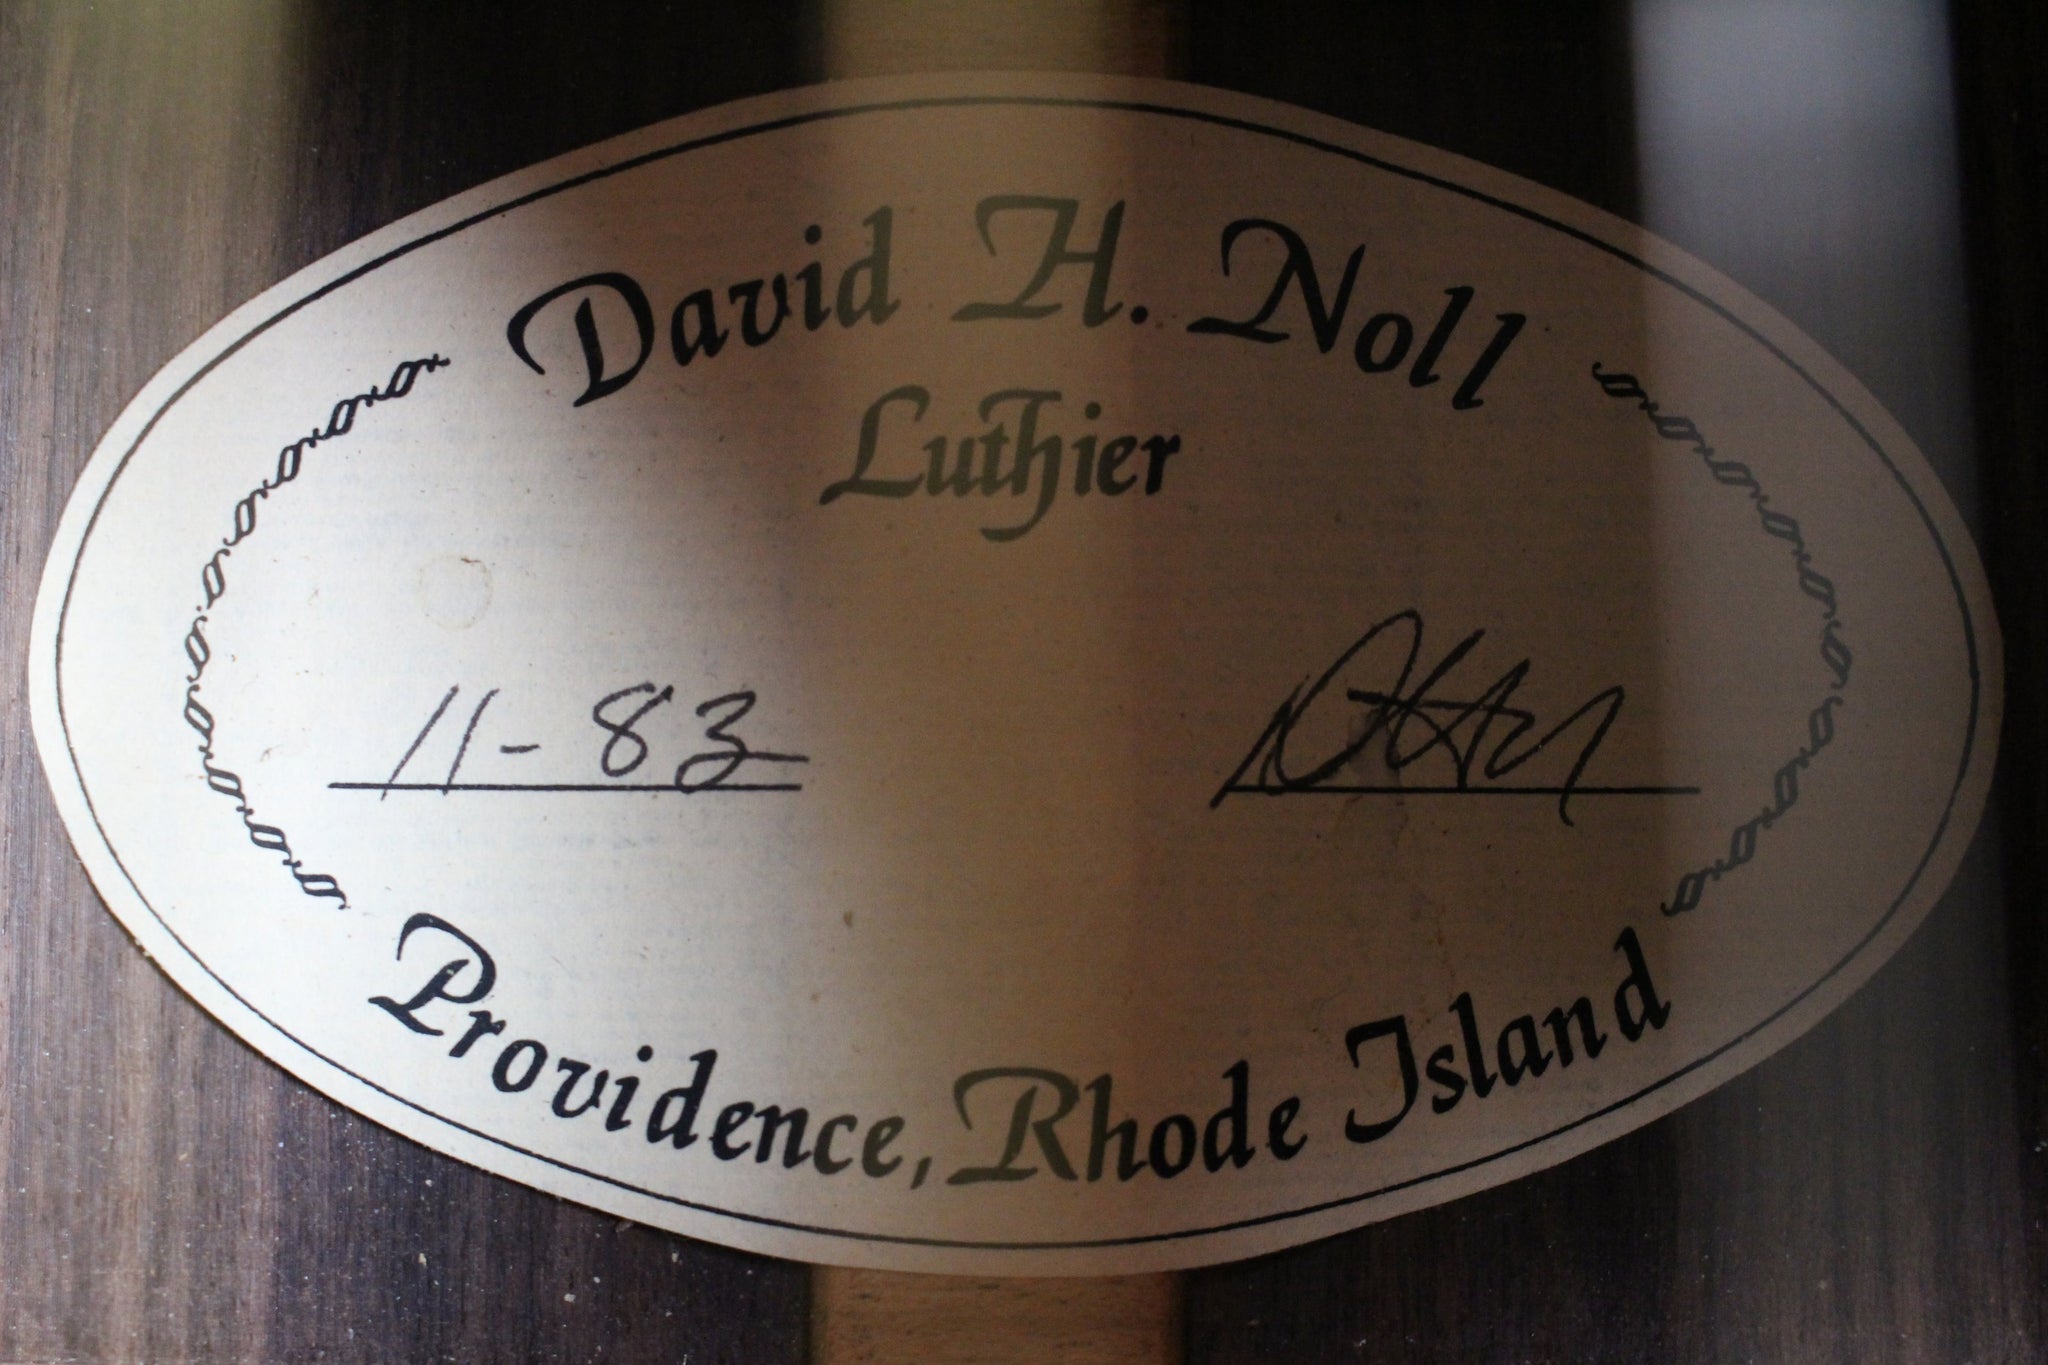 David H. Noll
Luthier
11-83
Providence, Rhode Island